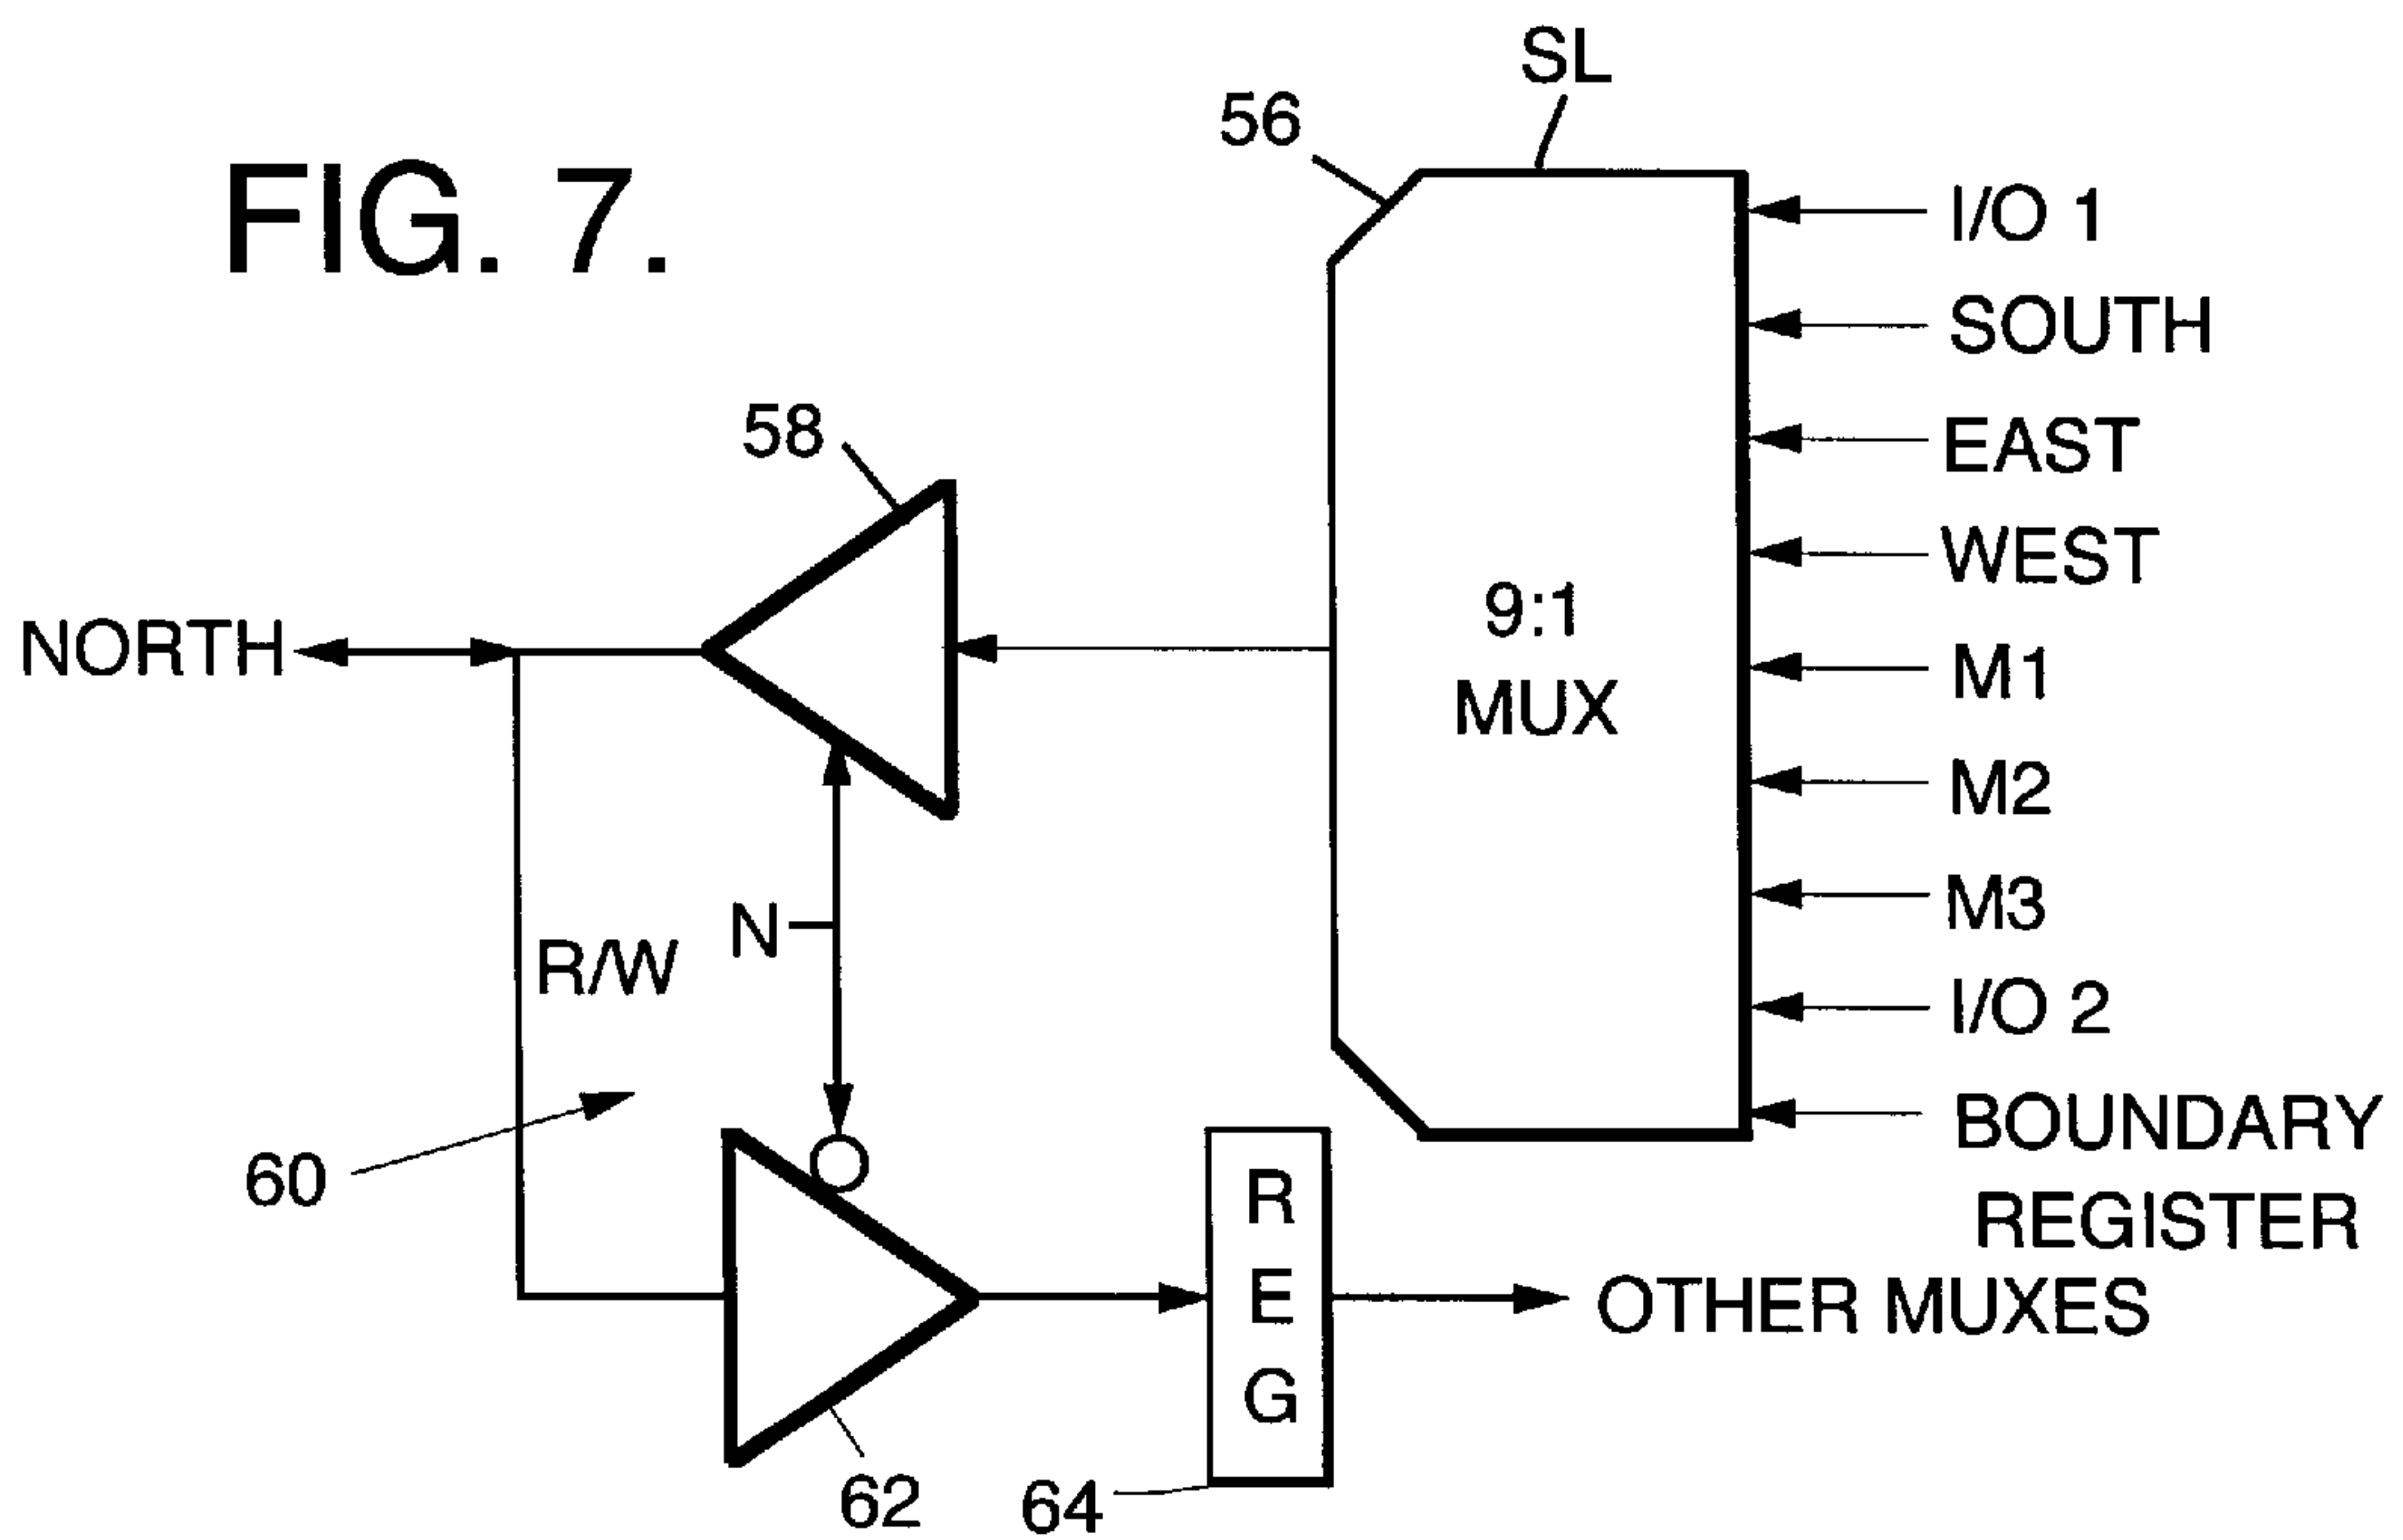 FIG. 7.
SL
56
I/O 1
SOUTH
EAST
WEST
M1
M2
M3
I/O 2
BOUNDARY
REGISTER
9:1
MUX
58
NORTH
N
R/W
60
62
R
E
G
64
OTHER MUXES